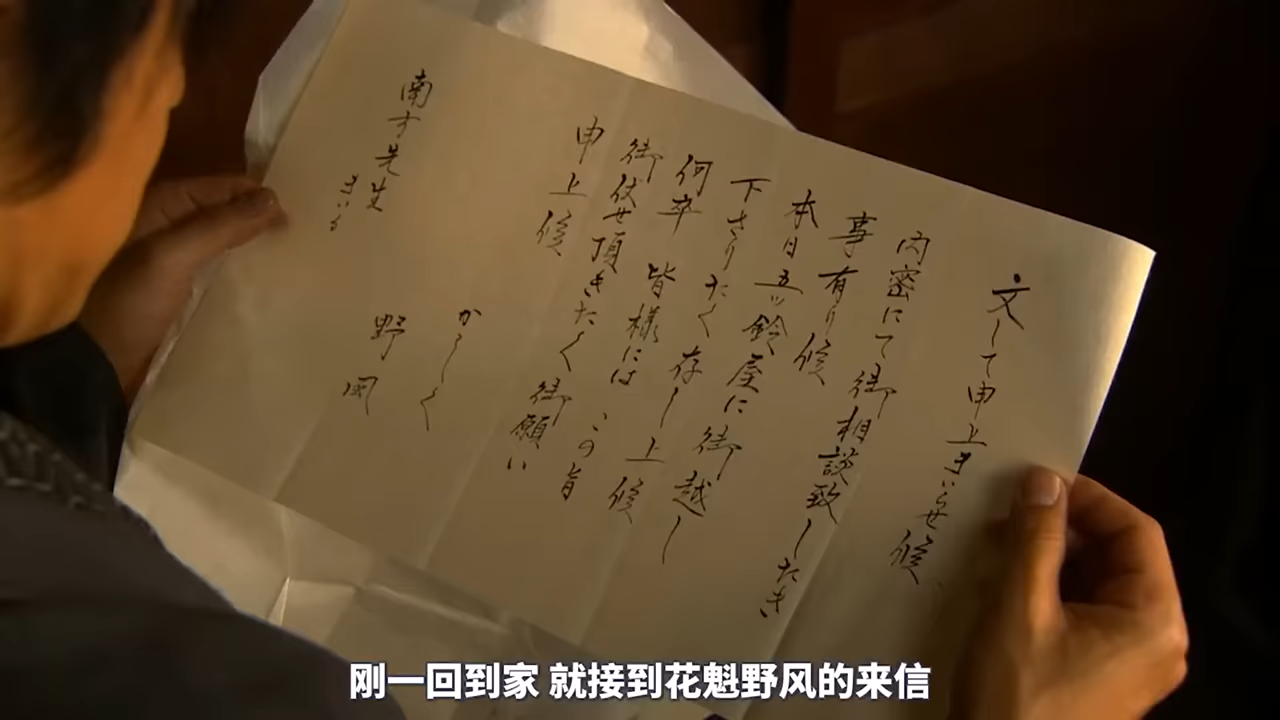 文して申上まいらせ候
内密にて御相談致したき
事有り候
本日五ツ鈴屋に御越し
下さりたく存し上候
何卒皆様にはこの旨
御伏せ頂きたく御願い
申上候
かしく
野風
南方先生
まいる
刚一回到家 就接到花魁野风的来信